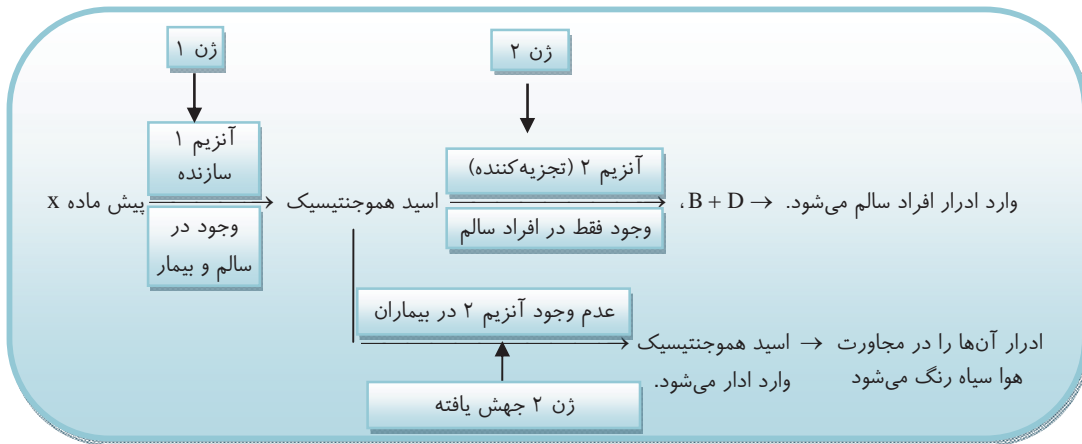 ژن ۱
ژن ۲
آنزیم ۱
سازنده
آنزیم ۲ (تجزیه‌کننده)
پیش ماده x → اسید هموجنتیسیک → B + D، → وارد ادرار افراد سالم می‌شود.
وجود در
سالم و بیمار
وجود فقط در افراد سالم
عدم وجود آنزیم ۲ در بیماران
اسید هموجنتیسیک → ادرار آن‌ها را در مجاورت
وارد ادار می‌شود. هوا سیاه رنگ می‌شود
ژن ۲ جهش یافته